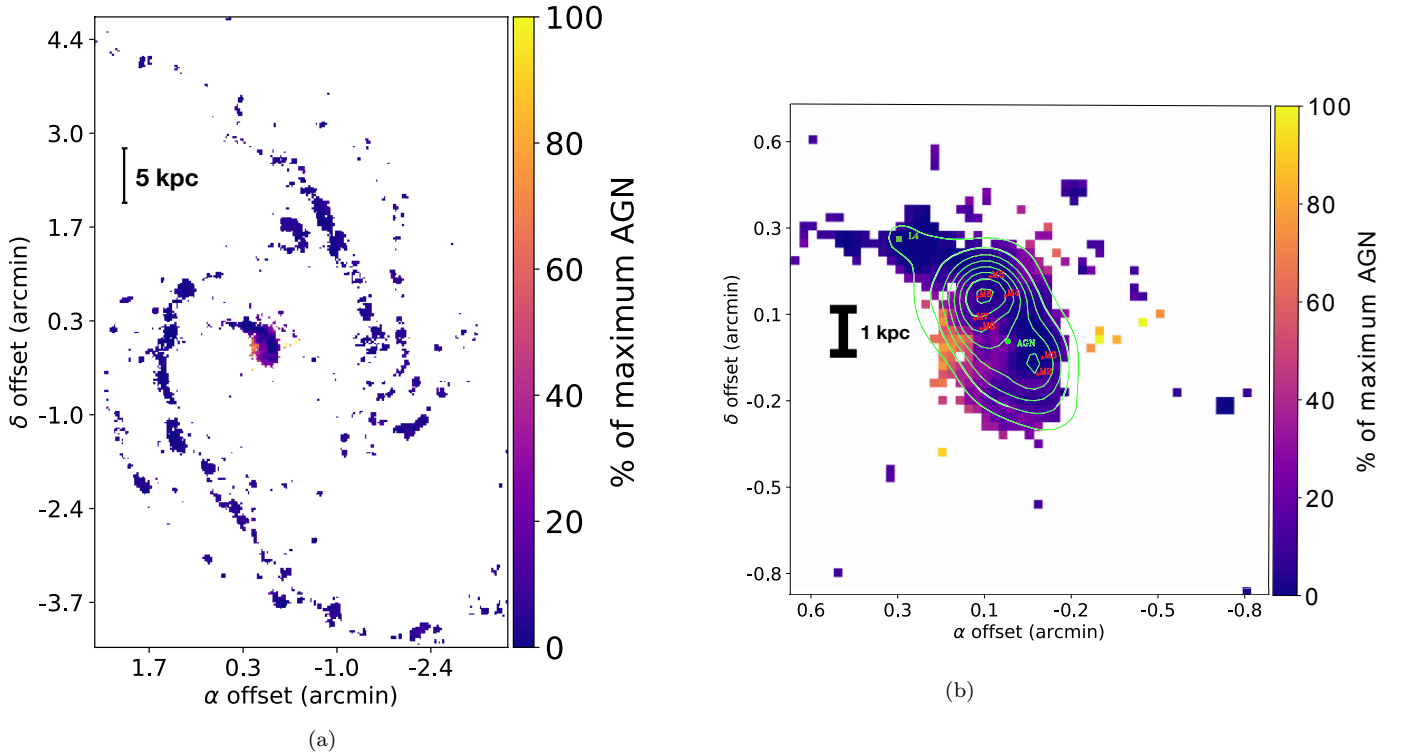 4.4
3.0
1.7
0.3
-1.0
-2.4
-3.7
δ offset (arcmin)
5 kpc
1.7 0.3 -1.0 -2.4
α offset (arcmin)
100
80
60
40
20
0
% of maximum AGN
(a)
0.6
0.3
0.1
-0.2
-0.5
-0.8
δ offset (arcmin)
1 kpc
L4
AGN
0.6 0.3 0.1 -0.2 -0.5 -0.8
α offset (arcmin)
100
80
60
40
20
0
% of maximum AGN
(b)